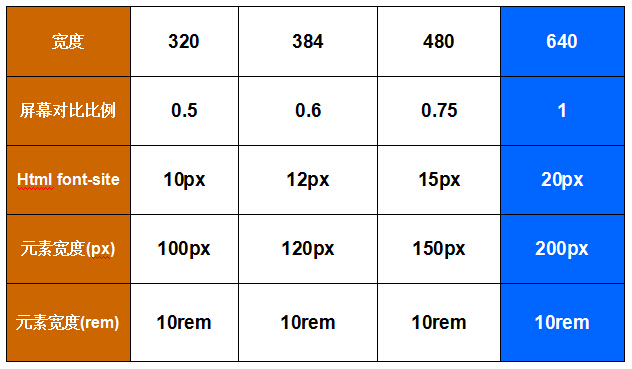 宽度 320 384 480 640
屏幕对比比例 0.5 0.6 0.75 1
Html font-site 10px 12px 15px 20px
元素宽度(px) 100px 120px 150px 200px
元素宽度(rem) 10rem 10rem 10rem 10rem